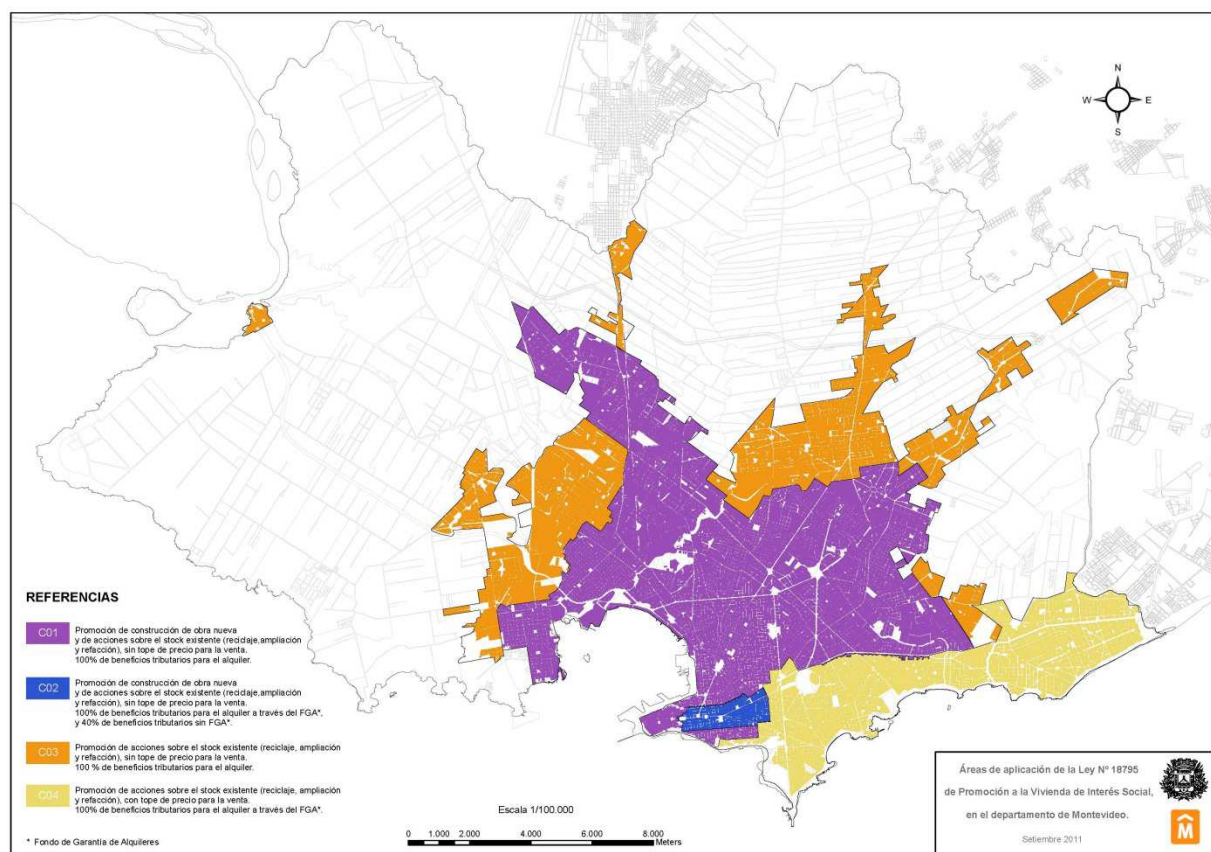 N
W E
S
REFERENCIAS
C01
Promoción de construcción de obra nueva
y de acciones sobre el stock existente (reciclaje,ampliación
y refacción), sin tope de precio para la venta.
100% de beneficios tributarios para el alquiler.
C02
Promoción de construcción de obra nueva
y de acciones sobre el stock existente (reciclaje,ampliación
y refacción), sin tope de precio para la venta.
100% de beneficios tributarios para el alquiler a través del FGA*,
y 40% de beneficios tributarios sin FGA*.
C03
Promoción de acciones sobre el stock existente (reciclaje, ampliación
y refacción), sin tope de precio para la venta.
100 % de beneficios tributarios para el alquiler.
C04
Promoción de acciones sobre el stock existente (reciclaje, ampliación
y refacción), con tope de precio para la venta.
100% de beneficios tributarios para el alquiler a través del FGA*.
* Fondo de Garantía de Alquileres
Escala 1/100.000
0 1.000 2.000 4.000 6.000 8.000
Meters
Áreas de aplicación de la Ley Nº 18795
de Promoción a la Vivienda de Interés Social,
en el departamento de Montevideo.
Setiembre 2011
M